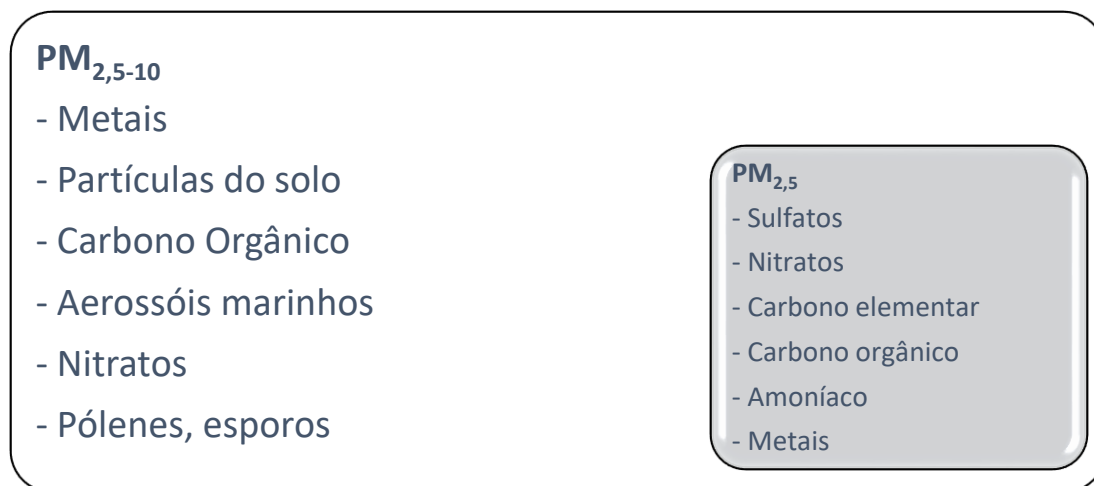 PM2,5-10
- Metais
- Partículas do solo
- Carbono Orgânico
- Aerossóis marinhos
- Nitratos
- Pólenes, esporos
PM2,5
- Sulfatos
- Nitratos
- Carbono elementar
- Carbono orgânico
- Amoníaco
- Metais